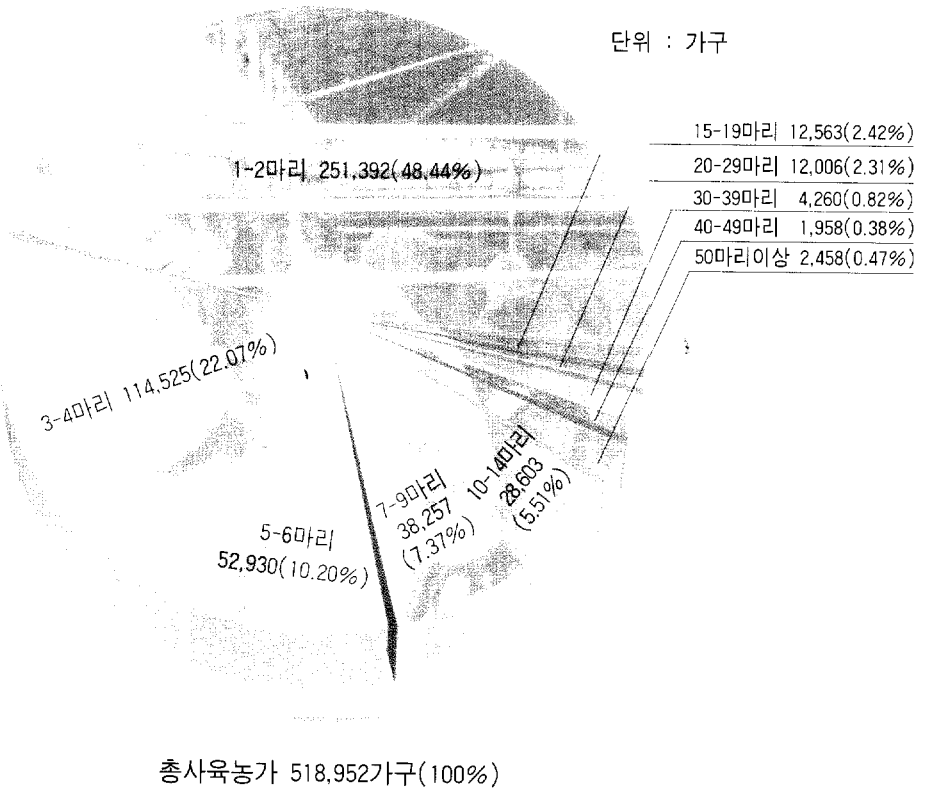 단위 : 가구
15-19마리 12,563(2.42%)
20-29마리 12,006(2.31%)
30-39마리 4,260(0.82%)
40-49마리 1,958(0.38%)
50마리이상 2,458(0.47%)
1-2마리 251,392(48.44%)
3-4마리 114,525(22.07%)
5-6마리
52,930(10.20%)
7-9마리
38,257
(7.37%)
10-14마리
28,603
(5.51%)
총사육농가 518,952가구(100%)